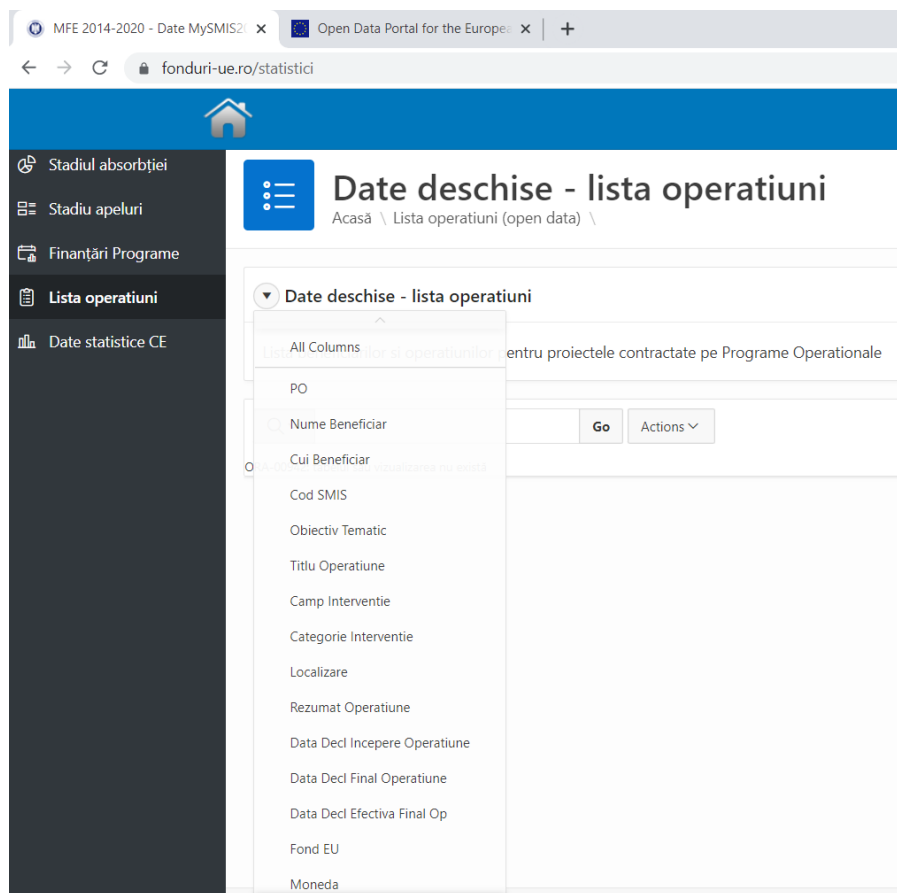 MFE 2014-2020 - Date MySMIS2
Open Data Portal for the Europea
fonduri-ue.ro/statistici
Stadiul absorbției
Stadiu apeluri
Finanțări Programe
Lista operatiuni
Date statistice CE
Date deschise - lista operatiuni
Acasă \ Lista operatiuni (open data) \
Date deschise - lista operatiuni
All Columns
pentru proiectele contractate pe Programe Operationale
PO
Nume Beneficiar
Go
Actions
Cui Beneficiar
Cod SMIS
Obiectiv Tematic
Titlu Operatiune
Camp Interventie
Categorie Interventie
Localizare
Rezumat Operatiune
Data Decl Incepere Operatiune
Data Decl Final Operatiune
Data Decl Efectiva Final Op
Fond EU
Moneda